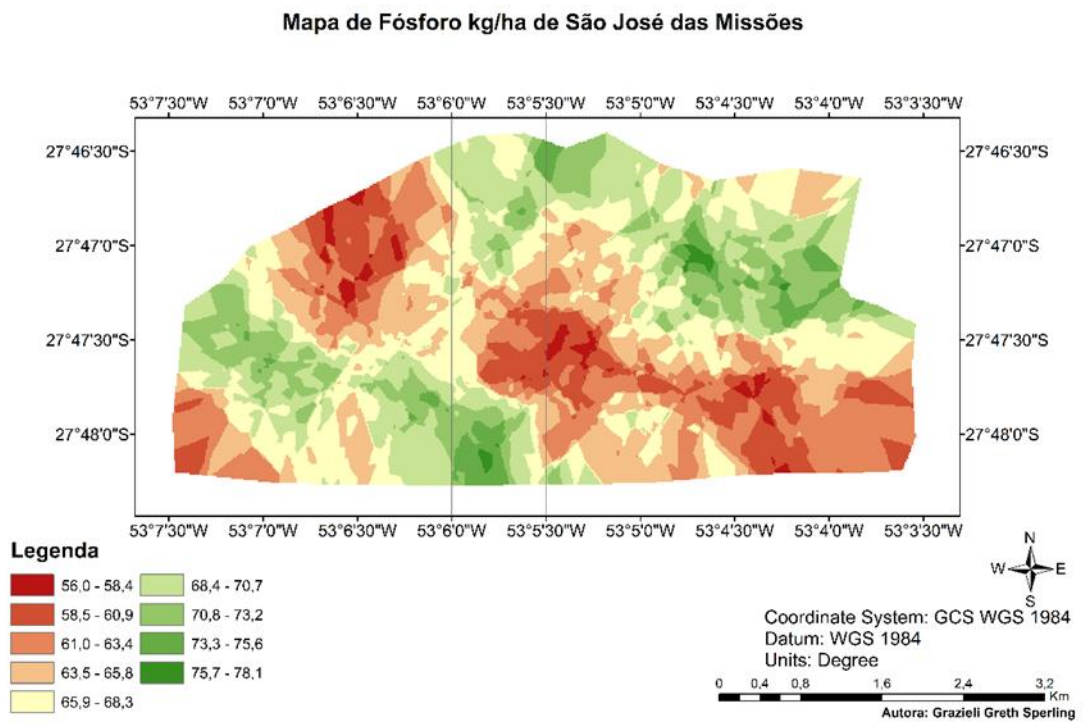 Mapa de Fósforo kg/ha de São José das Missões
53°7'30"W 53°7'0"W 53°6'30"W 53°6'0"W 53°5'30"W 53°5'0"W 53°4'30"W 53°4'0"W 53°3'30"W
27°46'30"S 27°46'30"S
27°47'0"S 27°47'0"S
27°47'30"S 27°47'30"S
27°48'0"S 27°48'0"S
53°7'30"W 53°7'0"W 53°6'30"W 53°6'0"W 53°5'30"W 53°5'0"W 53°4'30"W 53°4'0"W 53°3'30"W
Legenda
56,0 - 58,4
58,5 - 60,9
61,0 - 63,4
63,5 - 65,8
65,9 - 68,3
68,4 - 70,7
70,8 - 73,2
73,3 - 75,6
75,7 - 78,1
N
W E
S
Coordinate System: GCS WGS 1984
Datum: WGS 1984
Units: Degree
0 0,4 0,8 1,6 2,4 3,2
Km
Autora: Grazieli Greth Sperling